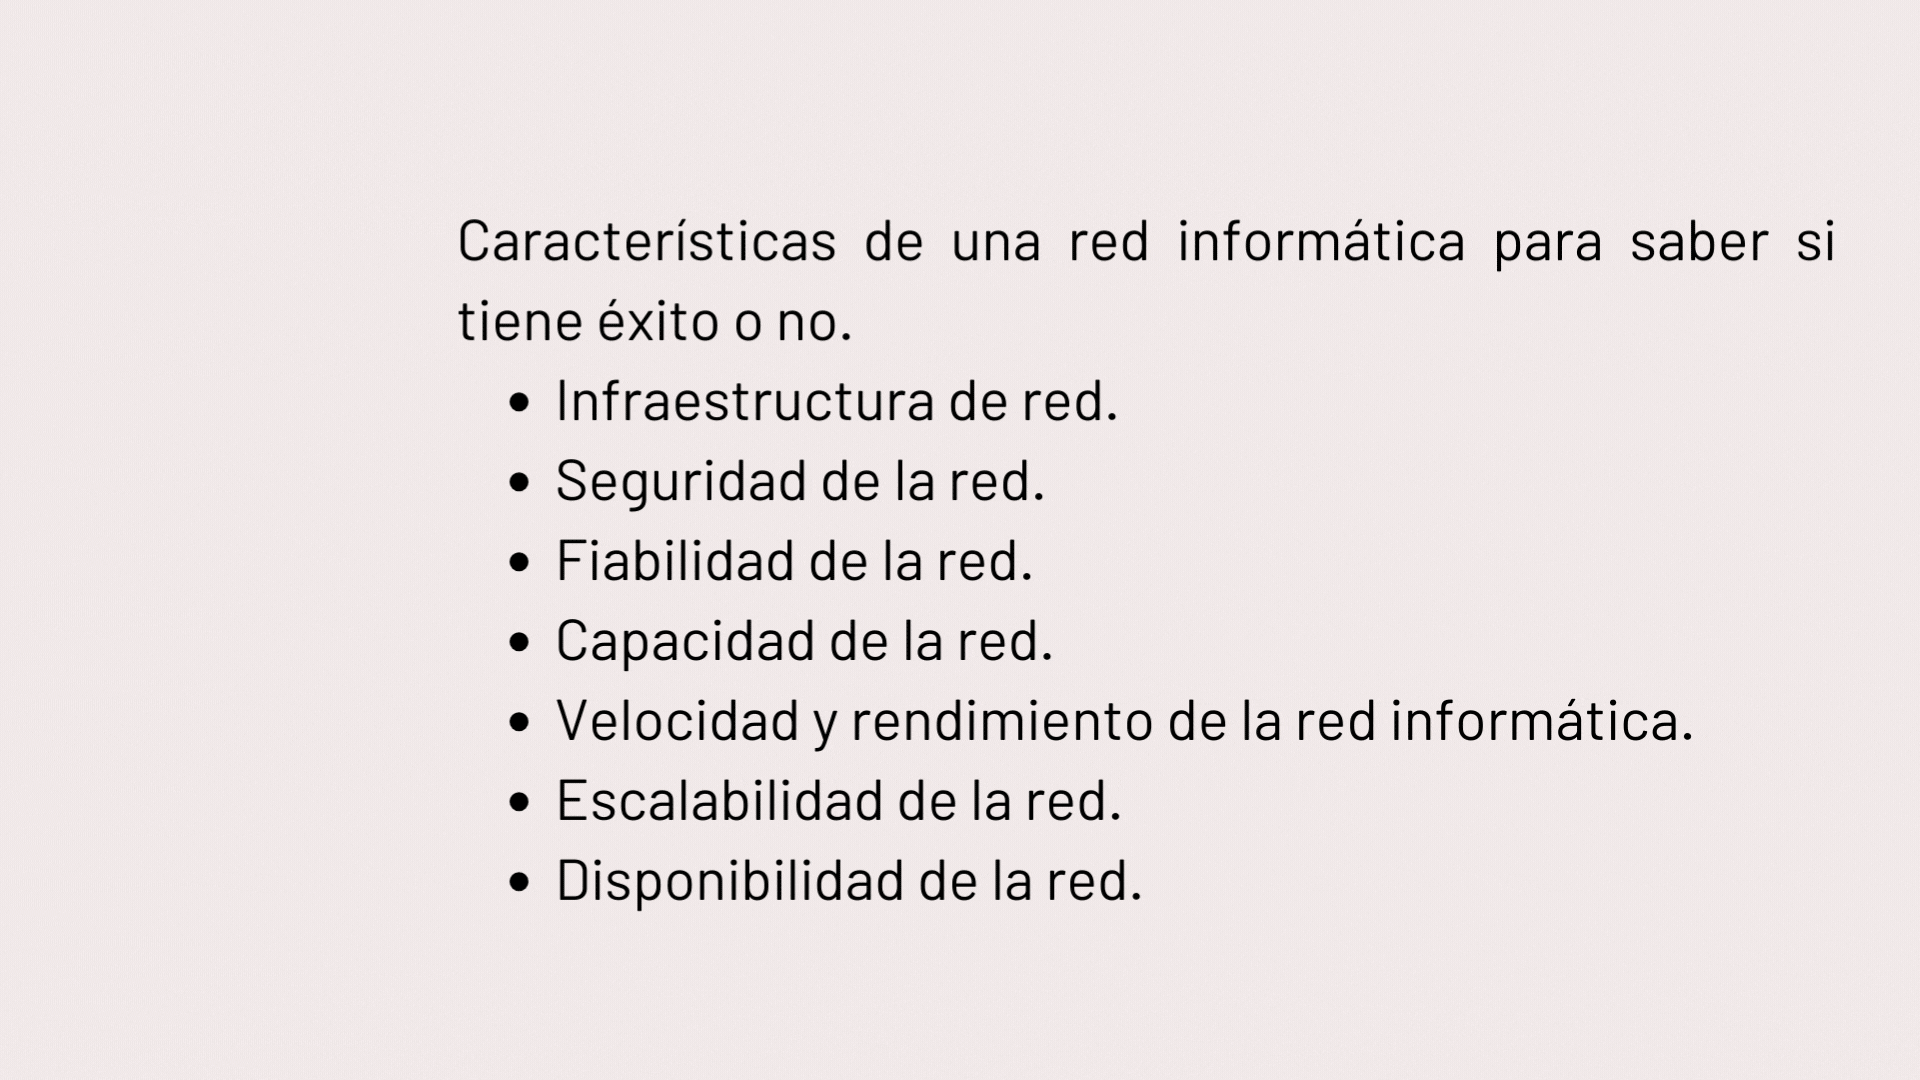 Características de una red informática para saber si
tiene éxito o no.
• Infraestructura de red.
• Seguridad de la red.
• Fiabilidad de la red.
• Capacidad de la red.
• Velocidad y rendimiento de la red informática.
• Escalabilidad de la red.
• Disponibilidad de la red.